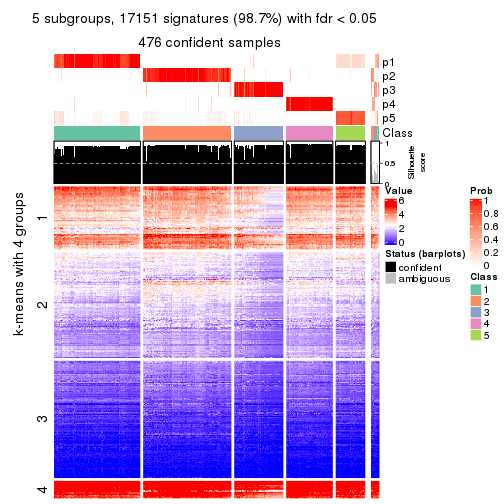 5 subgroups, 17151 signatures (98.7%) with fdr < 0.05
476 confident samples
p1
p2
p3
p4
p5
Class
1
0.5
0
Silhouette
score
k-means with 4 groups
1
2
3
4
Value
6
4
2
0
Status (barplots)
confident
ambiguous
Prob
1
0.8
0.6
0.4
0.2
0
Class
1
2
3
4
5